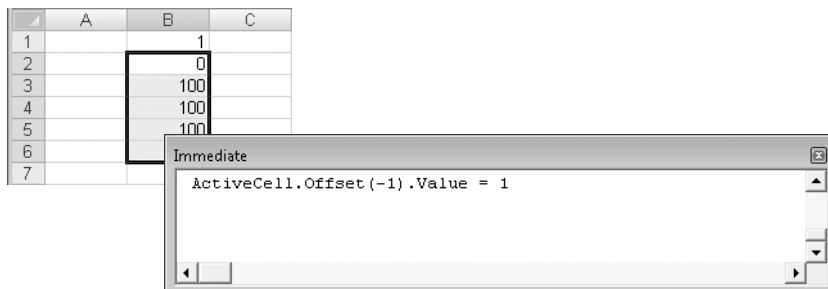 A B C
1 1
2 0
3 100
4 100
5 100
6
7
Immediate
ActiveCell.Offset(-1).Value = 1